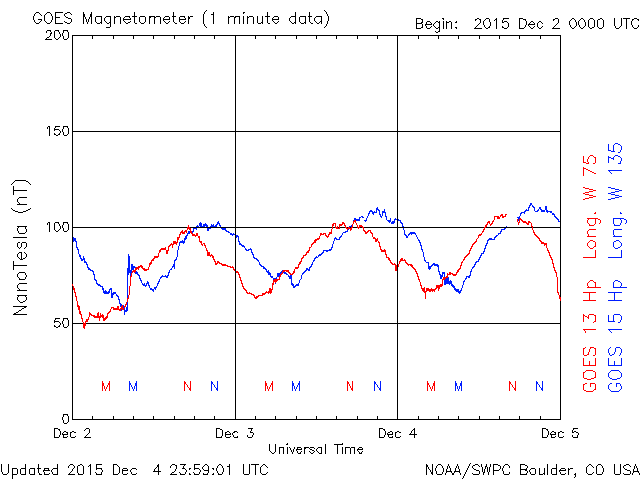 GOES Magnetometer (1 minute data)
Begin: 2015 Dec 2 0000 UTC
200
150
100
50
0
NanoTesla (nT)
M M N N M M N N M M N N
Dec 2 Dec 3 Dec 4 Dec 5
Universal Time
GOES 13 Hp Long. W 75
GOES 15 Hp Long. W 135
Updated 2015 Dec 4 23:59:01 UTC
NOAA/SWPC Boulder, CO USA